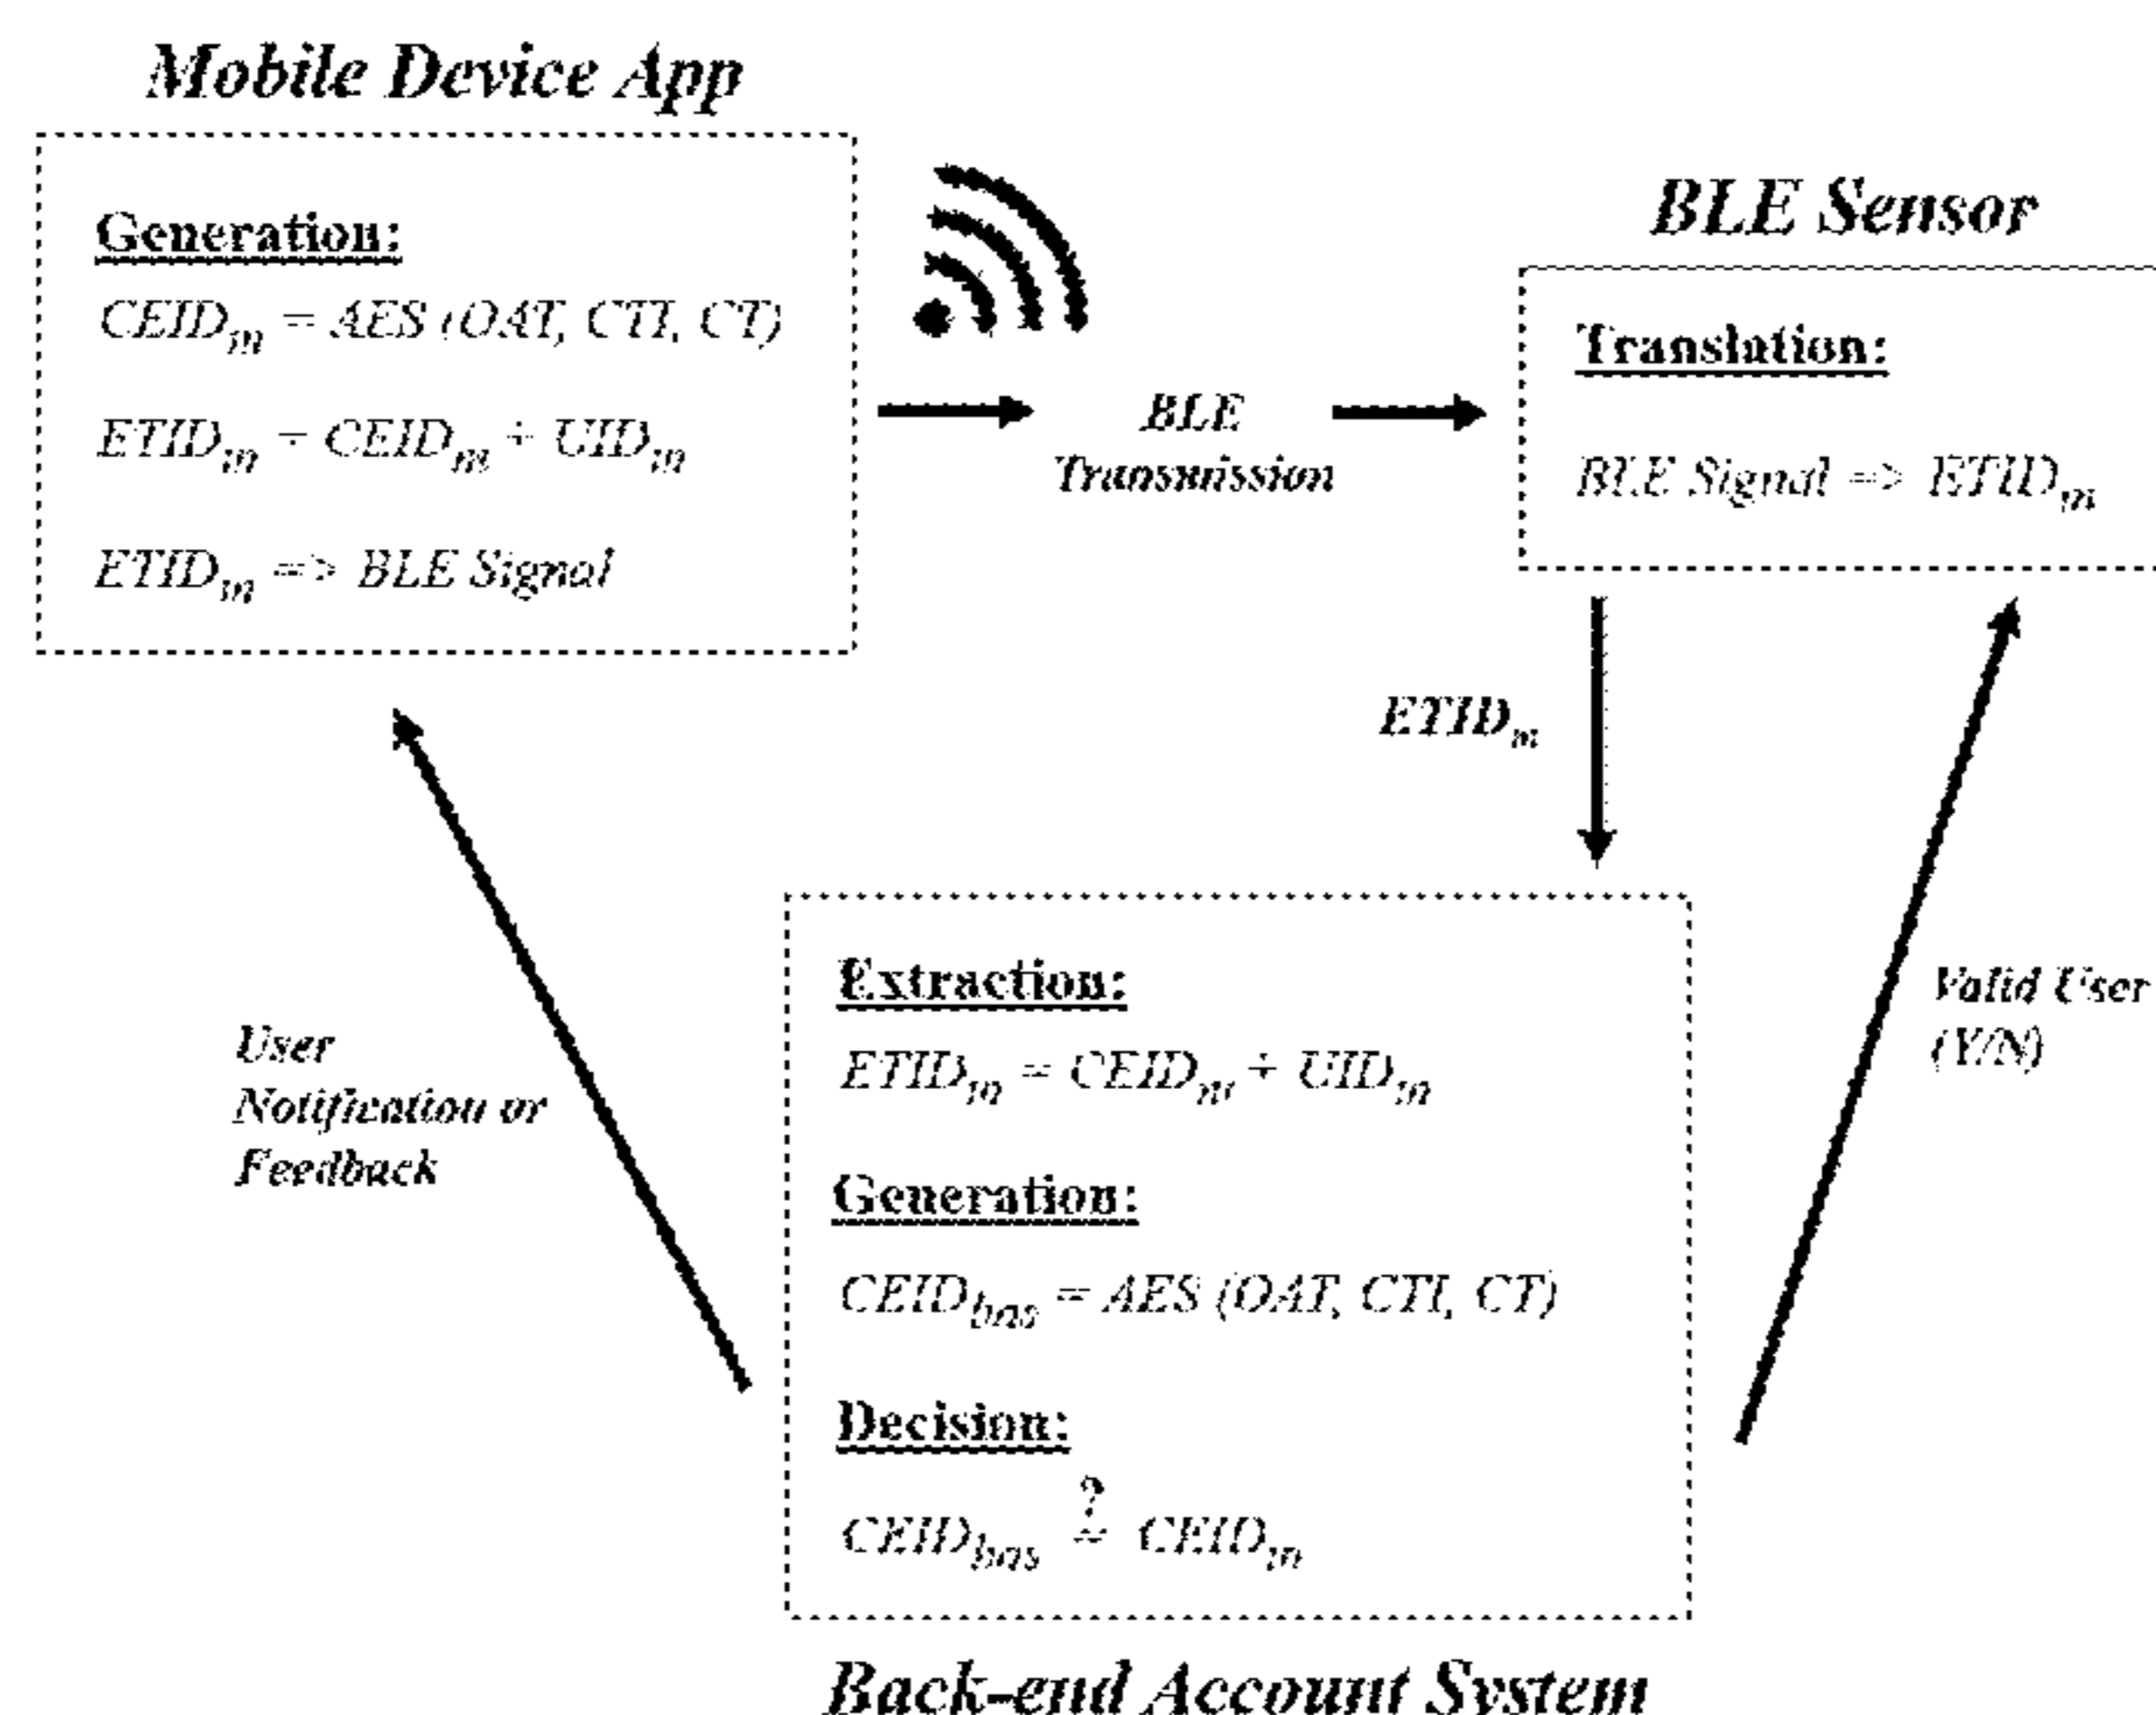 Mobile Device App
Generation:
CEID_m = AES (OAT, CTI, CT)
ETID_m = CEID_m + UID_m
ETID_m => BLE Signal
BLE
Transmission
BLE Sensor
Translation:
BLE Signal => ETID_m
ETID_m
Valid User
(Y/N)
User
Notification or
Feedback
Extraction:
ETID_m = CEID_m + UID_m
Generation:
CEID_bas = AES (OAT, CTI, CT)
Decision:
?
CEID_bas = CEID_m
Back-end Account System